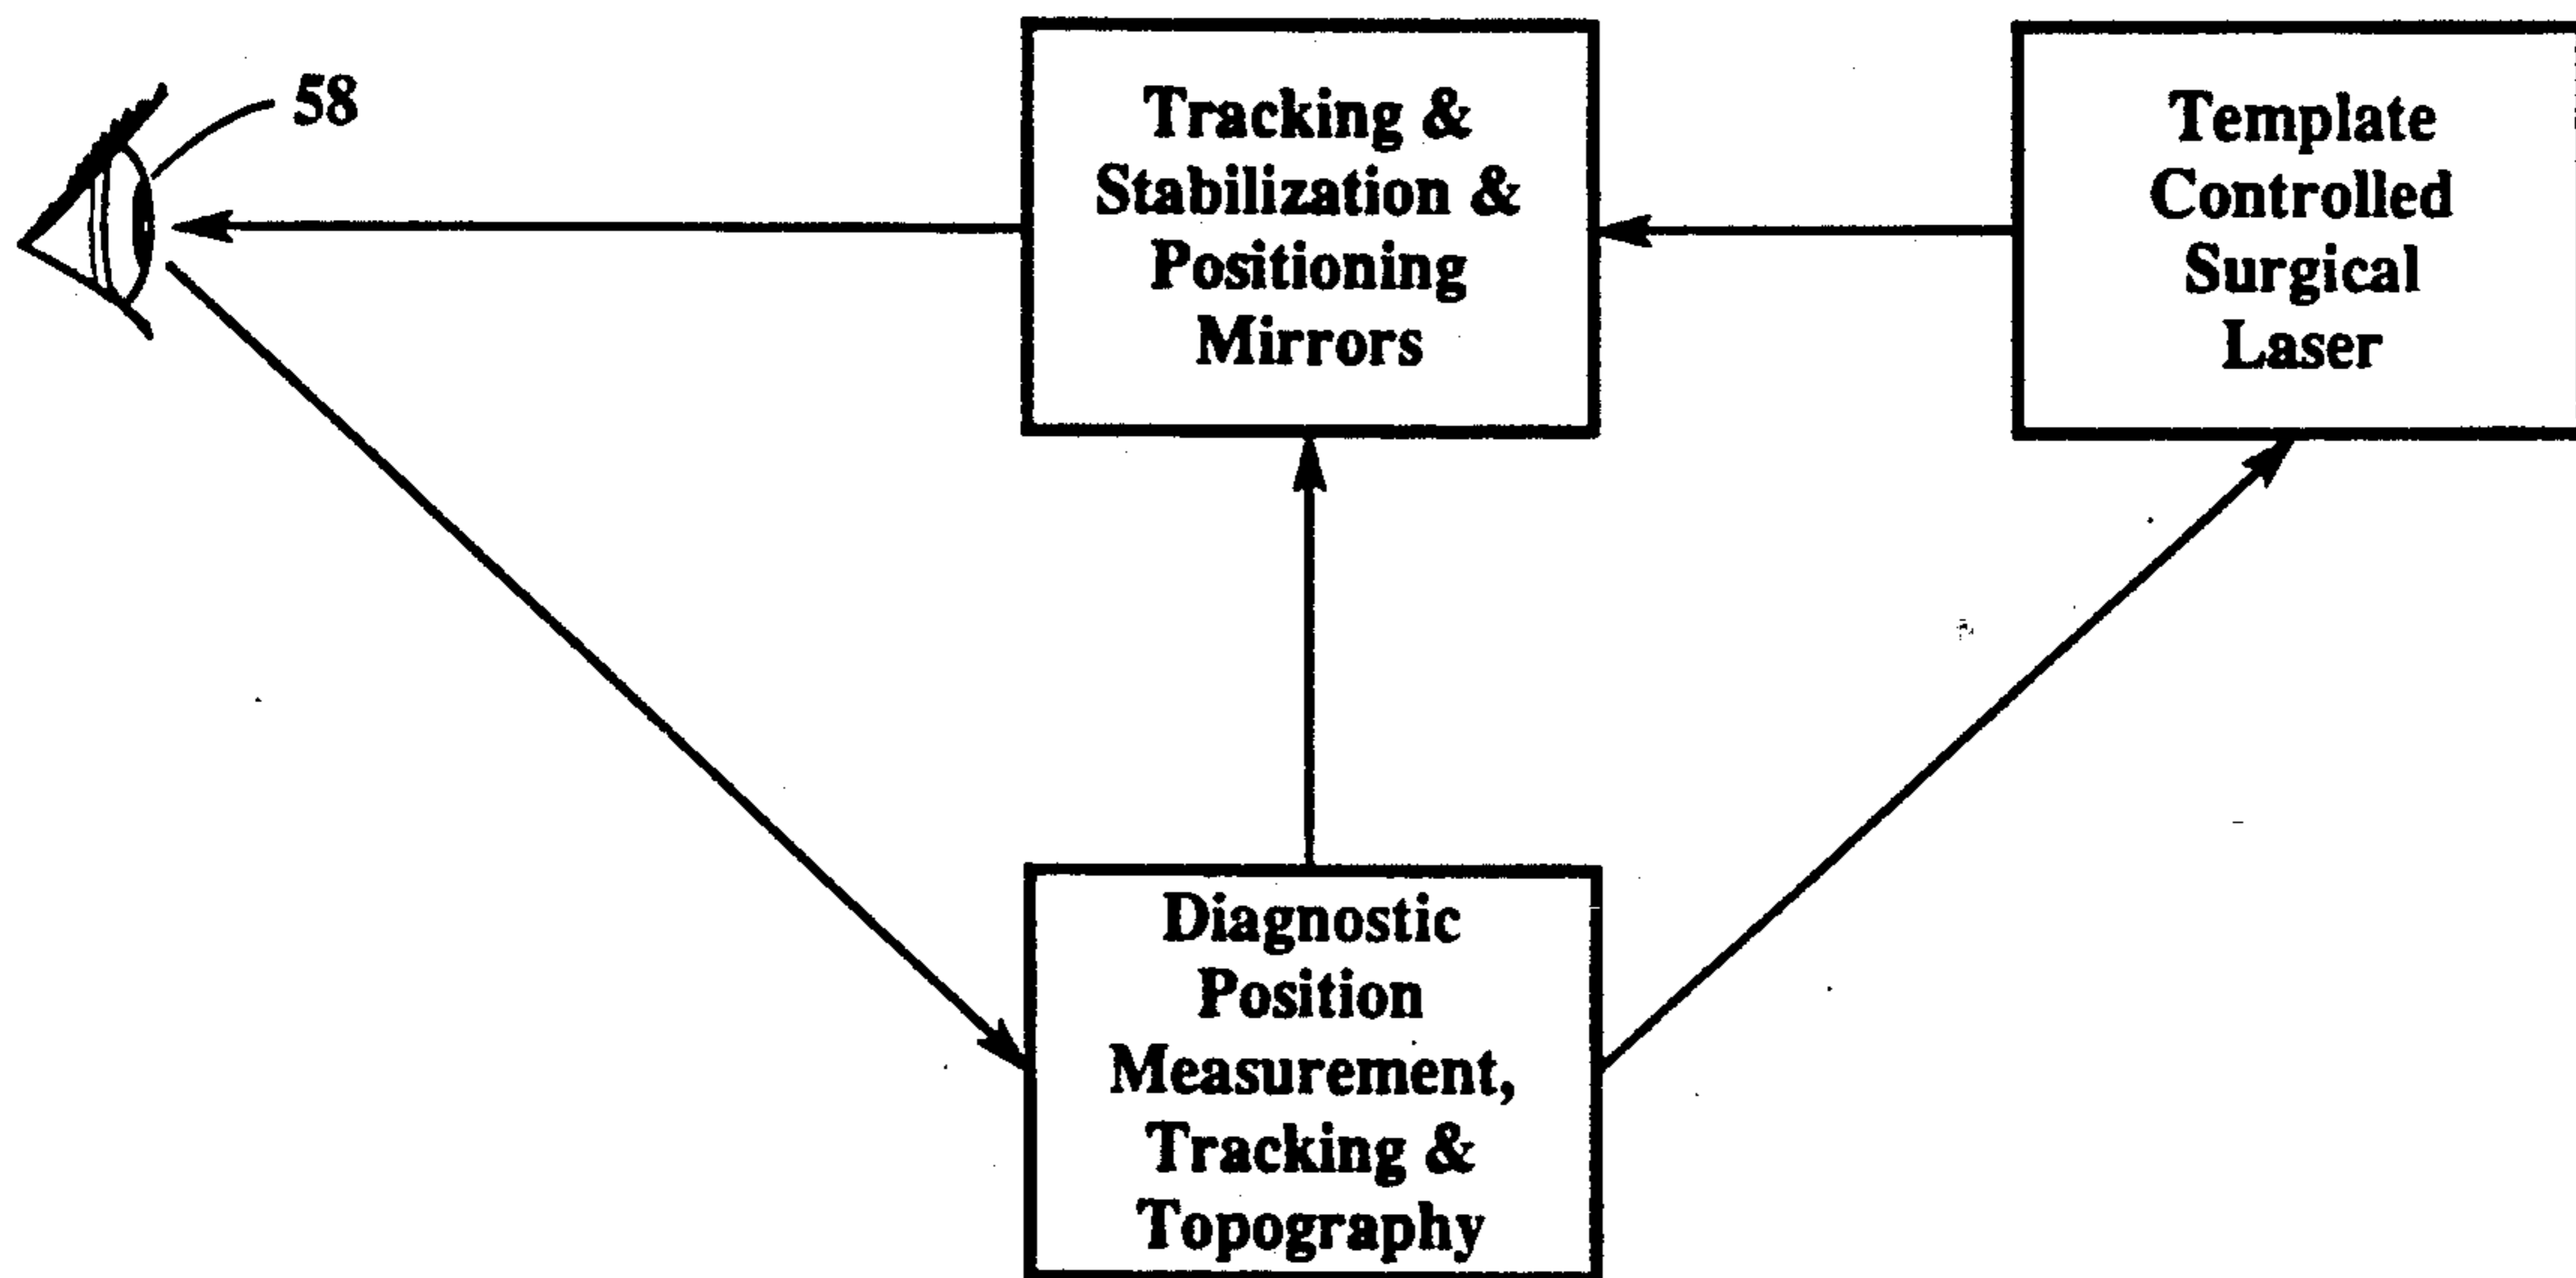 58
Tracking &
Stabilization &
Positioning
Mirrors
Template
Controlled
Surgical
Laser
Diagnostic
Position
Measurement,
Tracking &
Topography